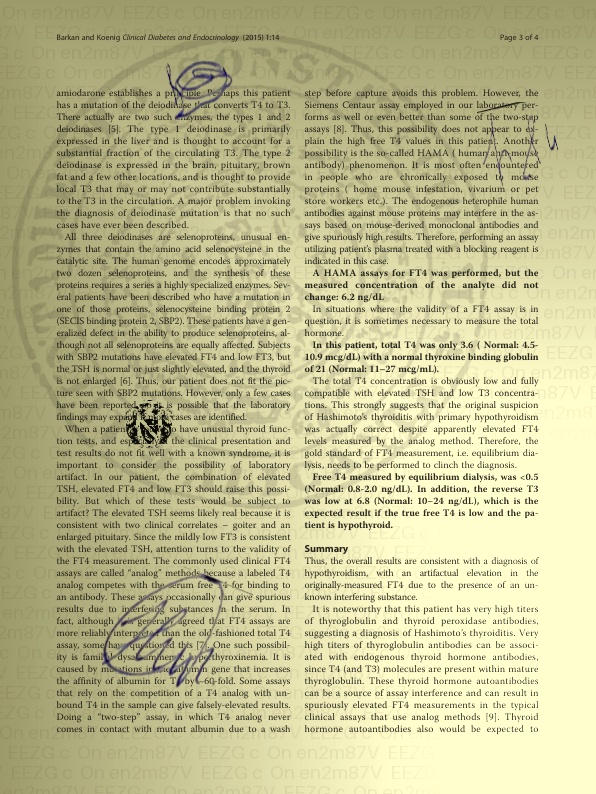 Barkan and Koenig Clinical Diabetes and Endocrinology (2015) 1:14
Page 3 of 4
amiodarone establishes a principle. Perhaps this patient
has a mutation of the deiodinase that converts T4 to T3.
There actually are two such enzymes, the types 1 and 2
deiodinases [5]. The type 1 deiodinase is primarily
expressed in the liver and is thought to account for a
substantial fraction of the circulating T3. The type 2
deiodinase is expressed in the brain, pituitary, brown
fat and a few other locations, and is thought to provide
local T3 that may or may not contribute substantially
to the T3 in the circulation. A major problem invoking
the diagnosis of deiodinase mutation is that no such
cases have ever been described.
All three deiodinases are selenoproteins, unusual en-
zymes that contain the amino acid selenocysteine in the
catalytic site. The human genome encodes approximately
two dozen selenoproteins, and the synthesis of these
proteins requires a series a highly specialized enzymes. Sev-
eral patients have been described who have a mutation in
one of those proteins, selenocysteine binding protein 2
(SECIS binding protein 2, SBP2). These patients have a gen-
eralized defect in the ability to produce selenoproteins, al-
though not all selenoproteins are equally affected. Subjects
with SBP2 mutations have elevated FT4 and low FT3, but
the TSH is normal or just slightly elevated, and the thyroid
is not enlarged [6]. Thus, our patient does not fit the pic-
ture seen with SBP2 mutations. However, only a few cases
have been reported so it is possible that the laboratory
findings may expand as cases are identified.
When a patient have unusual thyroid func-
tion tests, and especially if the clinical presentation and
test results do not fit well with a known syndrome, it is
important to consider the possibility of laboratory
artifact. In our patient, the combination of elevated
TSH, elevated FT4 and low FT3 should raise this possi-
bility. But which of these tests would be subject to
artifact? The elevated TSH seems likely real because it is
consistent with two clinical correlates – goiter and an
enlarged pituitary. Since the mildly low FT3 is consistent
with the elevated TSH, attention turns to the validity of
the FT4 measurement. The commonly used clinical FT4
assays are called "analog" methods because a labeled T4
analog competes with the serum free T4 for binding to
an antibody. These assays occasionally can give spurious
results due to interfering substances in the serum. In
fact, although it is generally agreed that FT4 assays are
more reliably interpreted than the old-fashioned total T4
assay, some questioned this [7]. One such possibil-
ity is familial dysalbuminemic hyperthyroxinemia. It is
caused by mutations in the albumin gene that increases
the affinity of albumin for T4 by 60-fold. Some assays
that rely on the competition of a T4 analog with un-
bound T4 in the sample can give falsely-elevated results.
Doing a "two-step" assay, in which T4 analog never
comes in contact with mutant albumin due to a wash
step before capture avoids this problem. However, the
Siemens Centaur assay employed in our laboratory per-
forms as well or even better than some of the two-step
assays [8]. Thus, this possibility does not appear to ex-
plain the high free T4 values in this patient. Another
possibility is the so-called HAMA ( human anti-mouse
antibody) phenomenon. It is most often encountered
in people who are chronically exposed to mouse
proteins ( home mouse infestation, vivarium or pet
store workers etc.). The endogenous heterophile human
antibodies against mouse proteins may interfere in the as-
says based on mouse-derived monoclonal antibodies and
give spuriously high results. Therefore, performing an assay
utilizing patient's plasma treated with a blocking reagent is
indicated in this case.
A HAMA assays for FT4 was performed, but the
measured concentration of the analyte did not
change: 6.2 ng/dL
In situations where the validity of a FT4 assay is in
question, it is sometimes necessary to measure the total
hormone.
In this patient, total T4 was only 3.6 ( Normal: 4.5-
10.9 mcg/dL) with a normal thyroxine binding globulin
of 21 (Normal: 11–27 mcg/mL).
The total T4 concentration is obviously low and fully
compatible with elevated TSH and low T3 concentra-
tions. This strongly suggests that the original suspicion
of Hashimoto's thyroiditis with primary hypothyroidism
was actually correct despite apparently elevated FT4
levels measured by the analog method. Therefore, the
gold standard of FT4 measurement, i.e. equilibrium dia-
lysis, needs to be performed to clinch the diagnosis.
Free T4 measured by equilibrium dialysis, was <0.5
(Normal: 0.8-2.0 ng/dL). In addition, the reverse T3
was low at 6.8 (Normal: 10–24 ng/dL), which is the
expected result if the true free T4 is low and the pa-
tient is hypothyroid.
Summary
Thus, the overall results are consistent with a diagnosis of
hypothyroidism, with an artifactual elevation in the
originally-measured FT4 due to the presence of an un-
known interfering substance.
It is noteworthy that this patient has very high titers
of thyroglobulin and thyroid peroxidase antibodies,
suggesting a diagnosis of Hashimoto's thyroiditis. Very
high titers of thyroglobulin antibodies can be associ-
ated with endogenous thyroid hormone antibodies,
since T4 (and T3) molecules are present within mature
thyroglobulin. These thyroid hormone autoantibodies
can be a source of assay interference and can result in
spuriously elevated FT4 measurements in the typical
clinical assays that use analog methods [9]. Thyroid
hormone autoantibodies also would be expected to